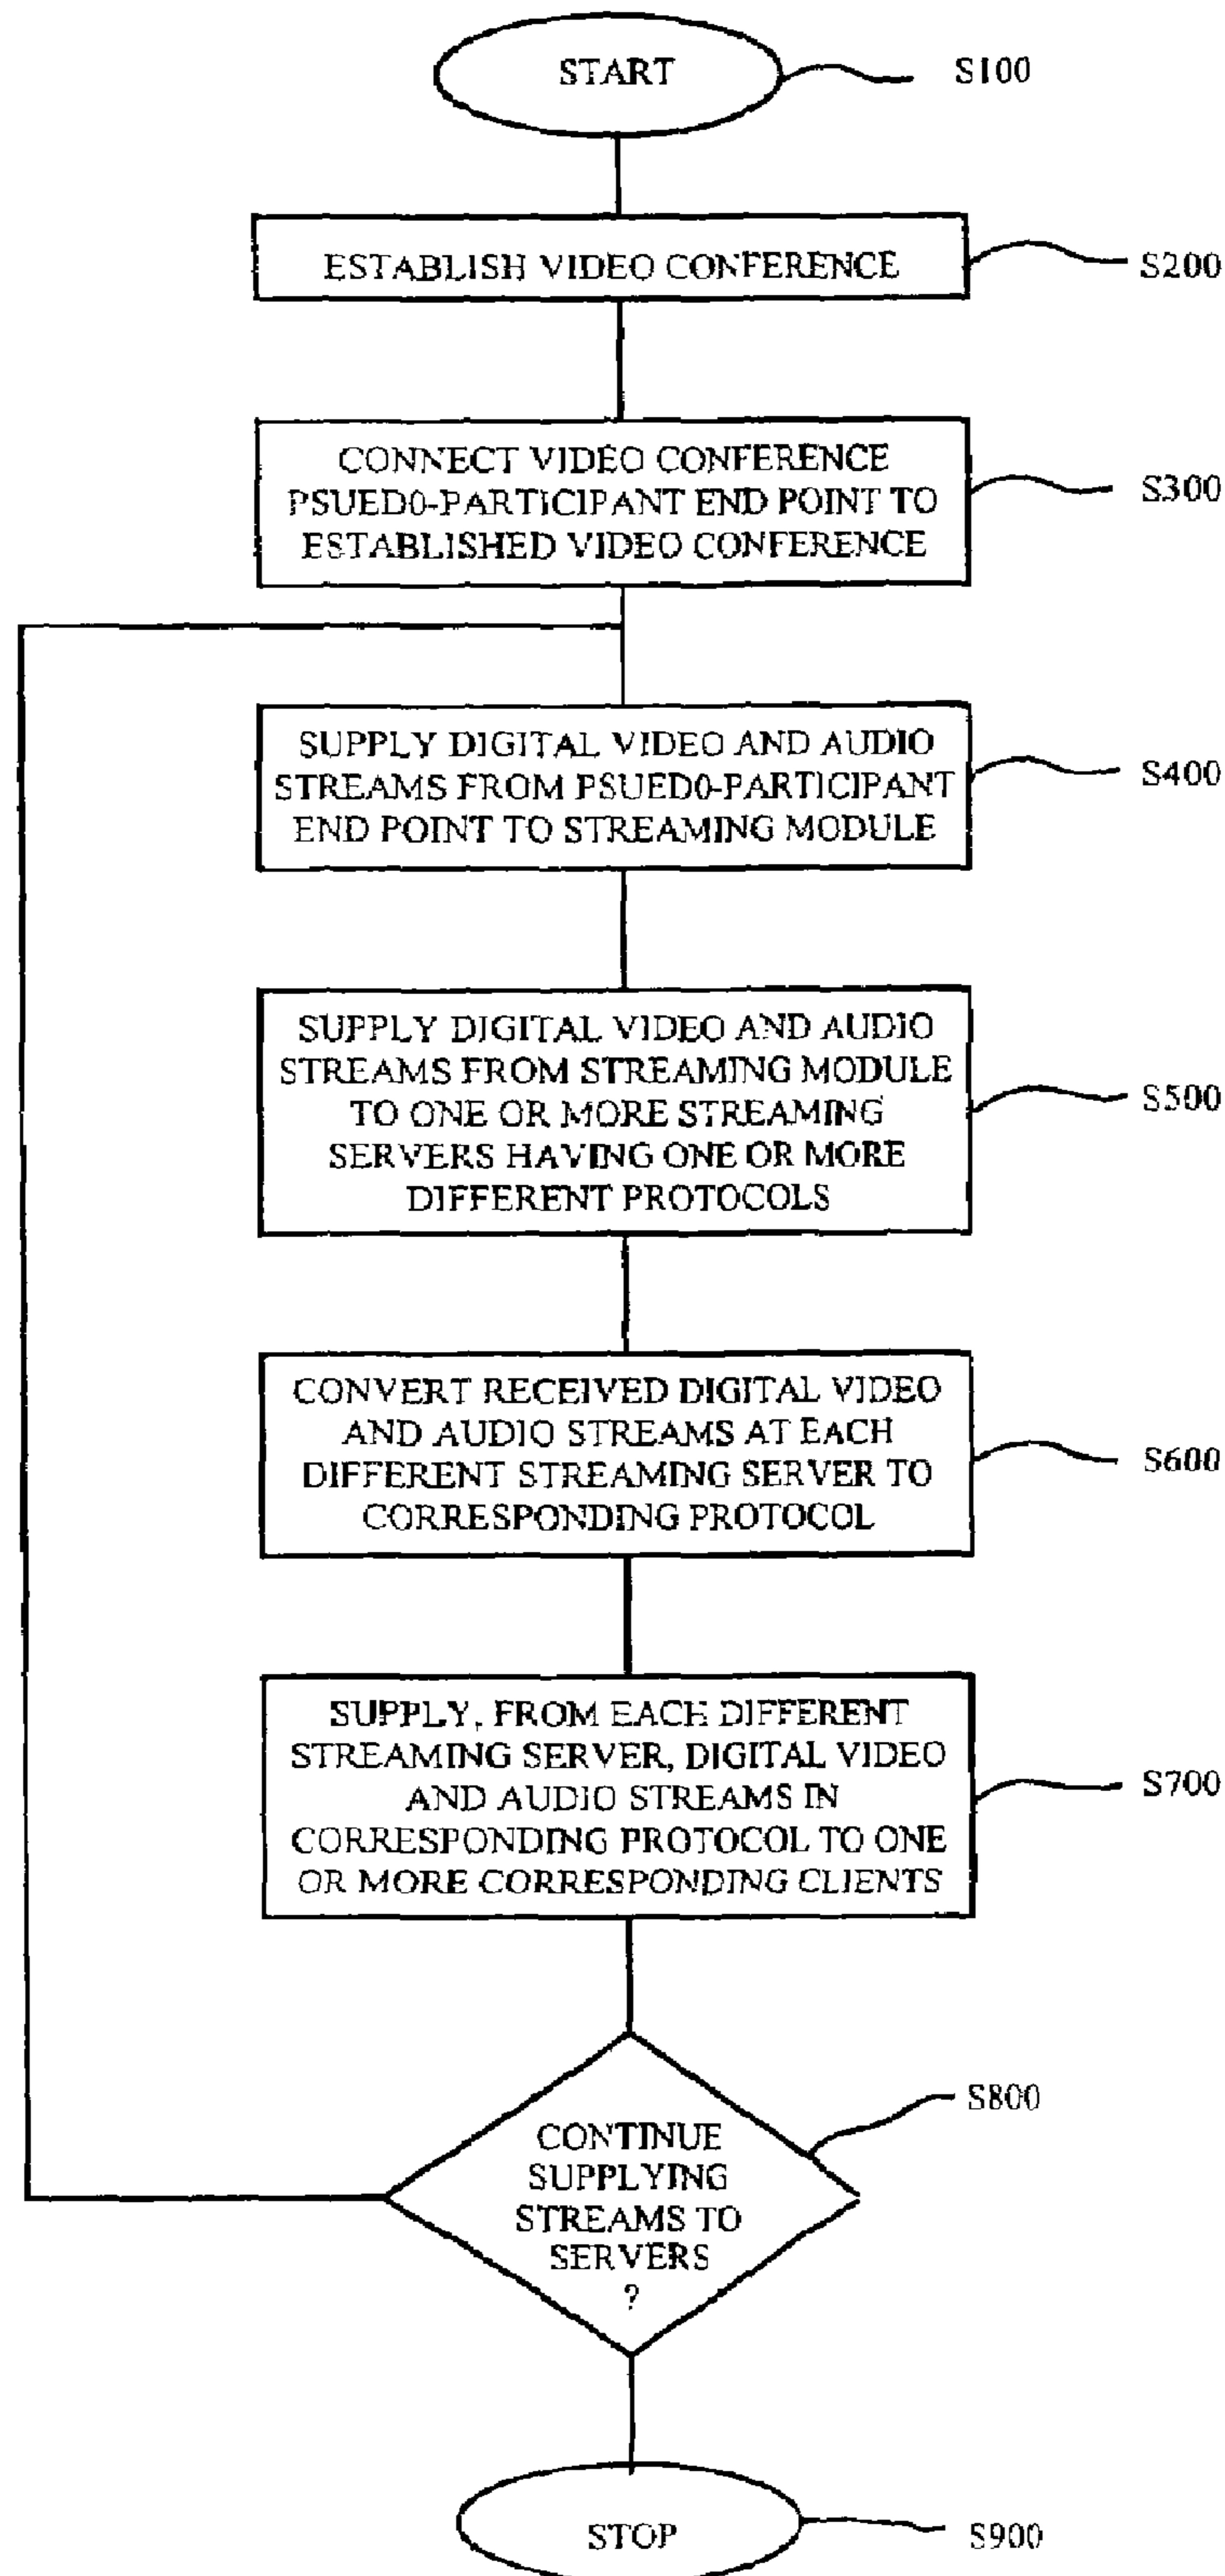 START
S100
ESTABLISH VIDEO CONFERENCE
S200
CONNECT VIDEO CONFERENCE
PSUED0-PARTICIPANT END POINT TO
ESTABLISHED VIDEO CONFERENCE
S300
SUPPLY DIGITAL VIDEO AND AUDIO
STREAMS FROM PSUED0-PARTICIPANT
END POINT TO STREAMING MODULE
S400
SUPPLY DIGITAL VIDEO AND AUDIO
STREAMS FROM STREAMING MODULE
TO ONE OR MORE STREAMING
SERVERS HAVING ONE OR MORE
DIFFERENT PROTOCOLS
S500
CONVERT RECEIVED DIGITAL VIDEO
AND AUDIO STREAMS AT EACH
DIFFERENT STREAMING SERVER TO
CORRESPONDING PROTOCOL
S600
SUPPLY, FROM EACH DIFFERENT
STREAMING SERVER, DIGITAL VIDEO
AND AUDIO STREAMS IN
CORRESPONDING PROTOCOL TO ONE
OR MORE CORRESPONDING CLIENTS
S700
CONTINUE
SUPPLYING
STREAMS TO
SERVERS
?
S800
STOP
S900